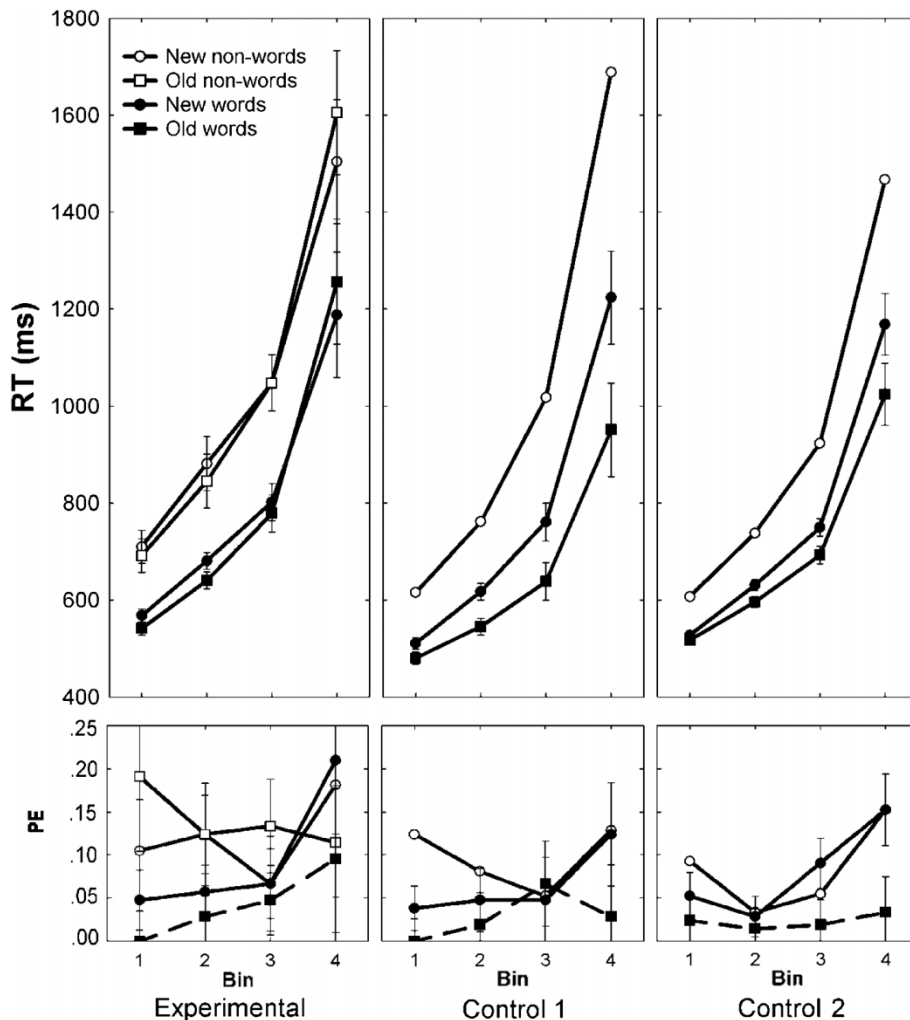 1800
1600
1400
1200
1000
800
600
400
RT (ms)
New non-words
Old non-words
New words
Old words
.25
.20
.15
.10
.05
.00
PE
1 2 3 4
1 2 3 4
1 2 3 4
Bin
Bin
Bin
Experimental
Control 1
Control 2